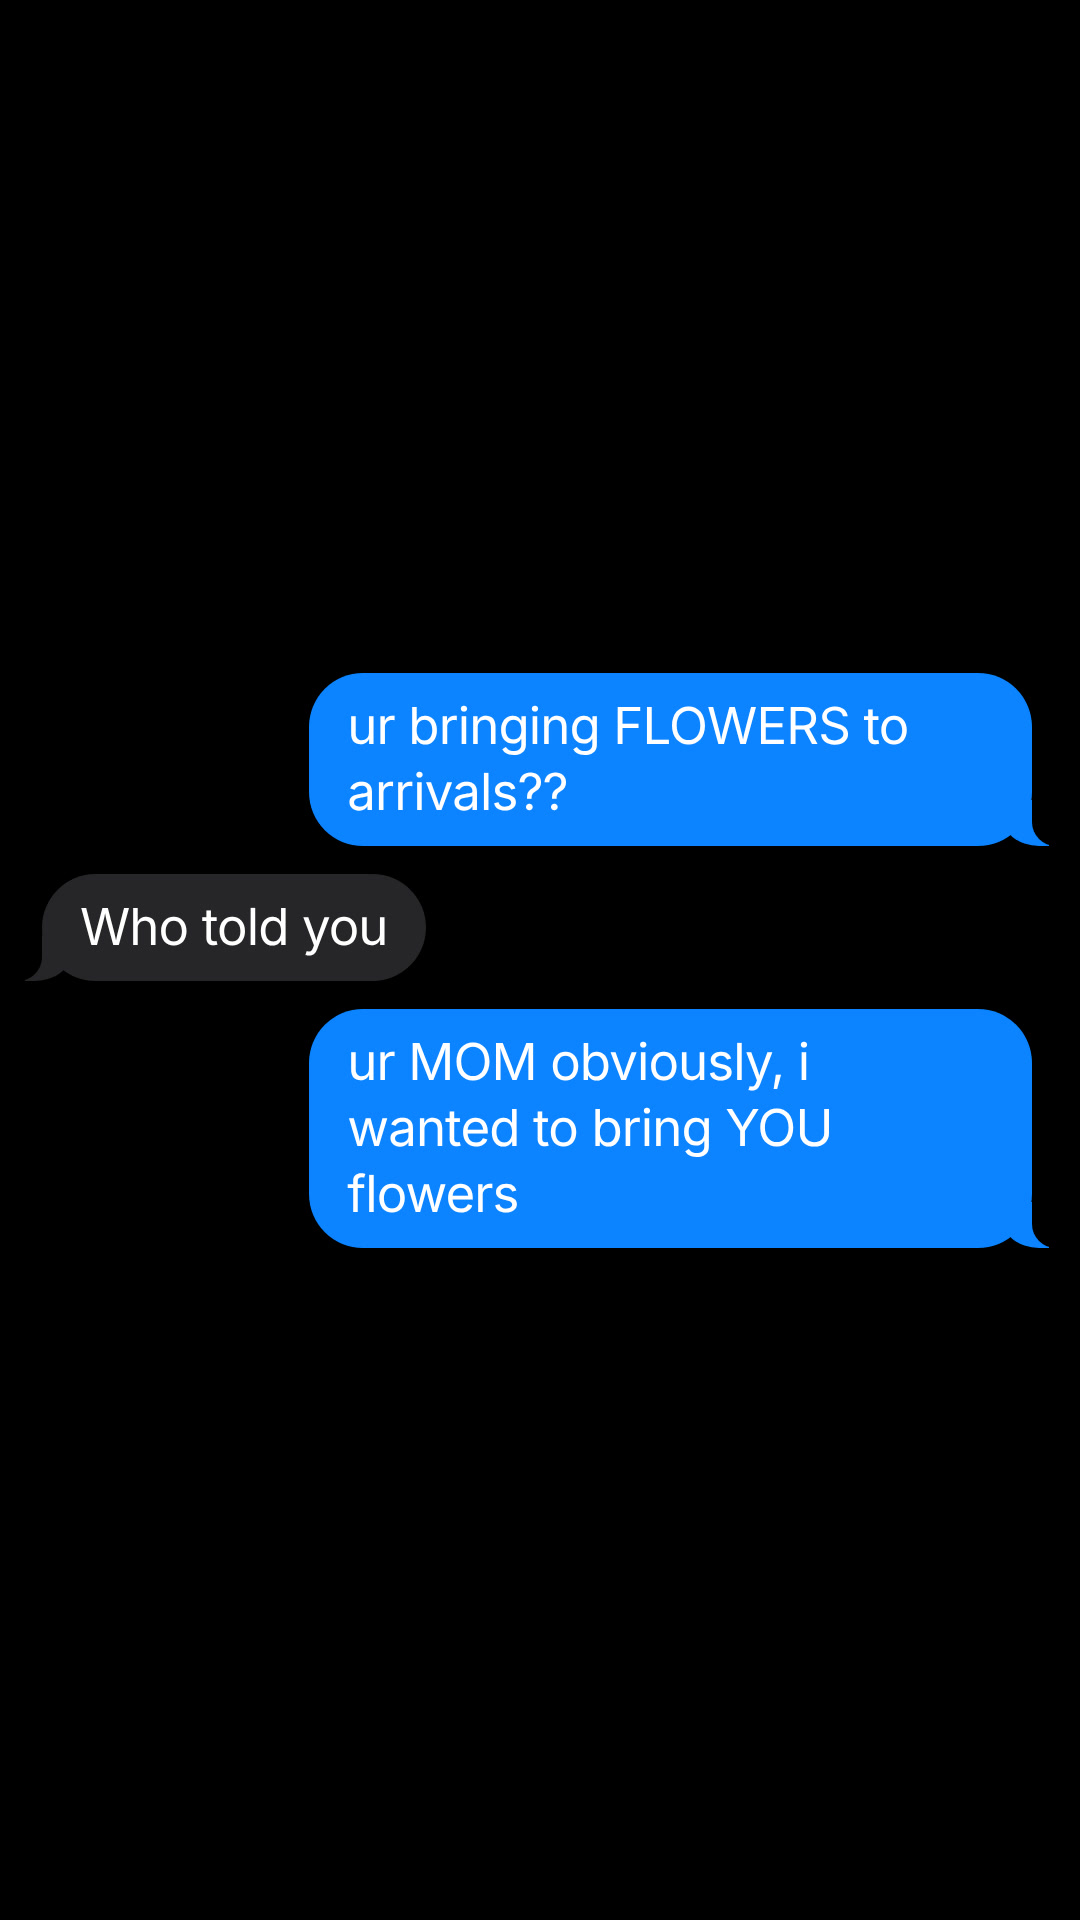 ur bringing FLOWERS to
arrivals??
Who told you
ur MOM obviously, i
wanted to bring YOU
flowers